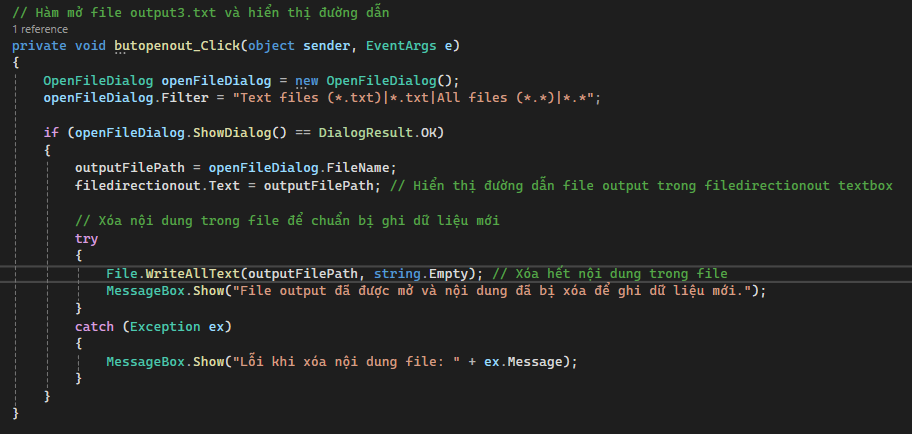 // Hàm mở file output3.txt và hiển thị đường dẫn
1 reference
private void butopenout_Click(object sender, EventArgs e)
{
    OpenFileDialog openFileDialog = new OpenFileDialog();
    openFileDialog.Filter = "Text files (*.txt)|*.txt|All files (*.*)|*.*";

    if (openFileDialog.ShowDialog() == DialogResult.OK)
    {
        outputFilePath = openFileDialog.FileName;
        filedirectionout.Text = outputFilePath; // Hiển thị đường dẫn file output trong filedirectionout textbox

        // Xóa nội dung trong file để chuẩn bị ghi dữ liệu mới
        try
        {
            File.WriteAllText(outputFilePath, string.Empty); // Xóa hết nội dung trong file
            MessageBox.Show("File output đã được mở và nội dung đã bị xóa để ghi dữ liệu mới.");
        }
        catch (Exception ex)
        {
            MessageBox.Show("Lỗi khi xóa nội dung file: " + ex.Message);
        }
    }
}